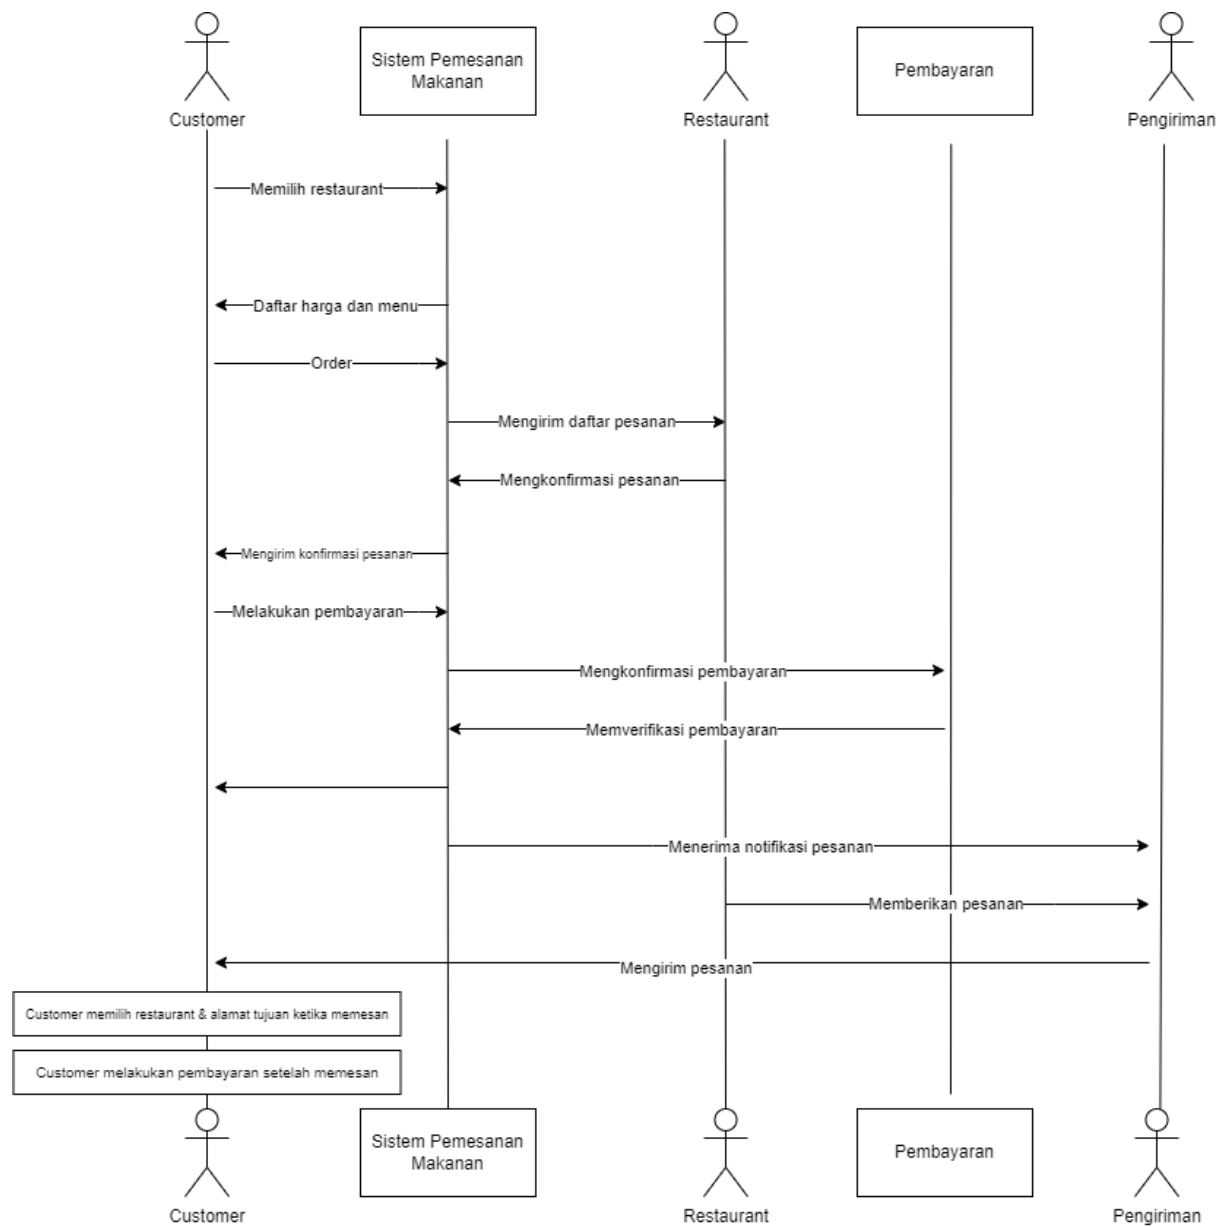 Sistem Pemesanan
Makanan
Pembayaran
Customer
Restaurant
Pengiriman
Memilih restaurant
Daftar harga dan menu
Order
Mengirim daftar pesanan
Mengkonfirmasi pesanan
Mengirim konfirmasi pesanan
Melakukan pembayaran
Mengkonfirmasi pembayaran
Memverifikasi pembayaran
Menerima notifikasi pesanan
Memberikan pesanan
Mengirim pesanan
Customer memilih restaurant & alamat tujuan ketika memesan
Customer melakukan pembayaran setelah memesan
Sistem Pemesanan
Makanan
Pembayaran
Customer
Restaurant
Pengiriman